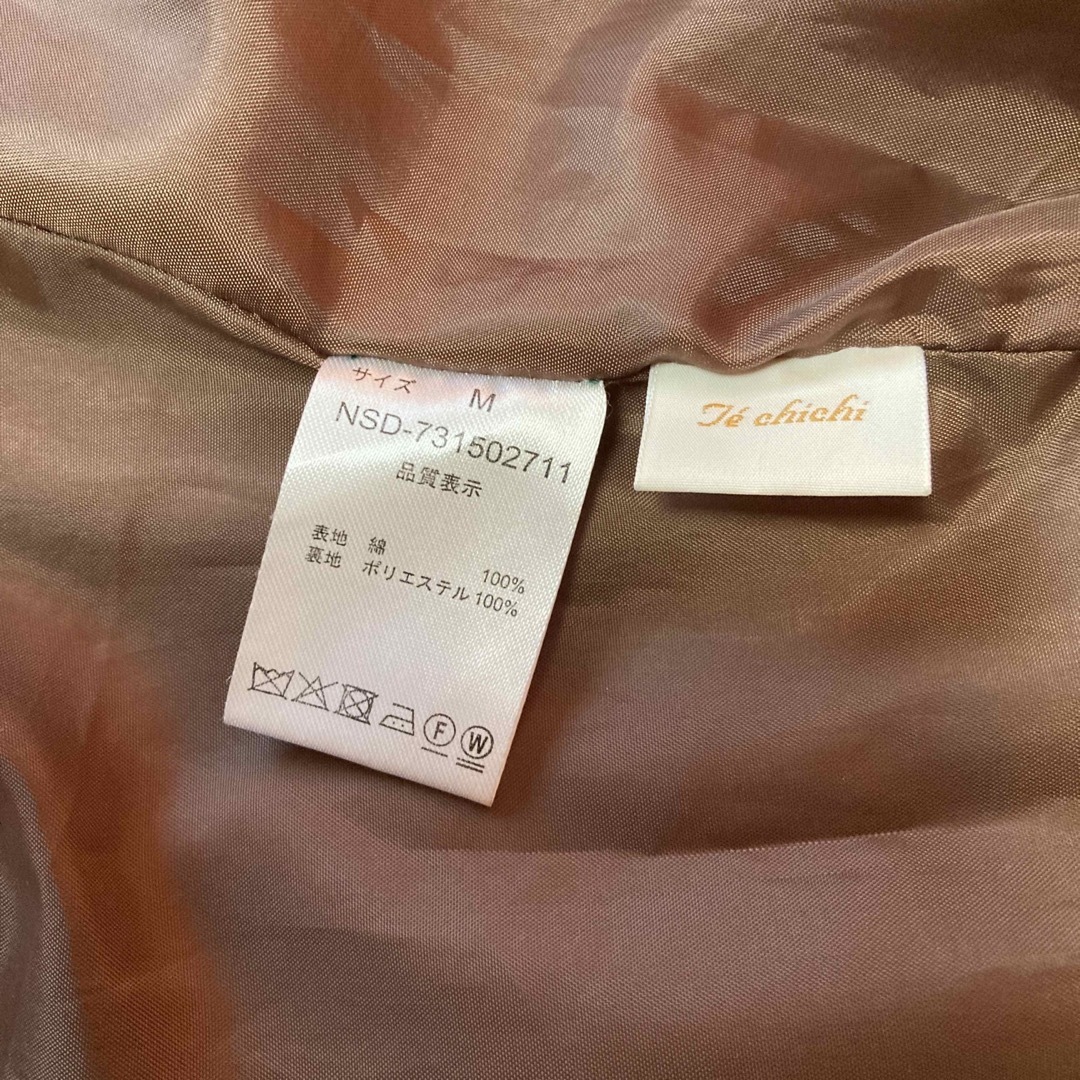 サイズ M
NSD-731502711
品質表示
表地 綿 100%
裏地 ポリエステル 100%
F W
Té chichi